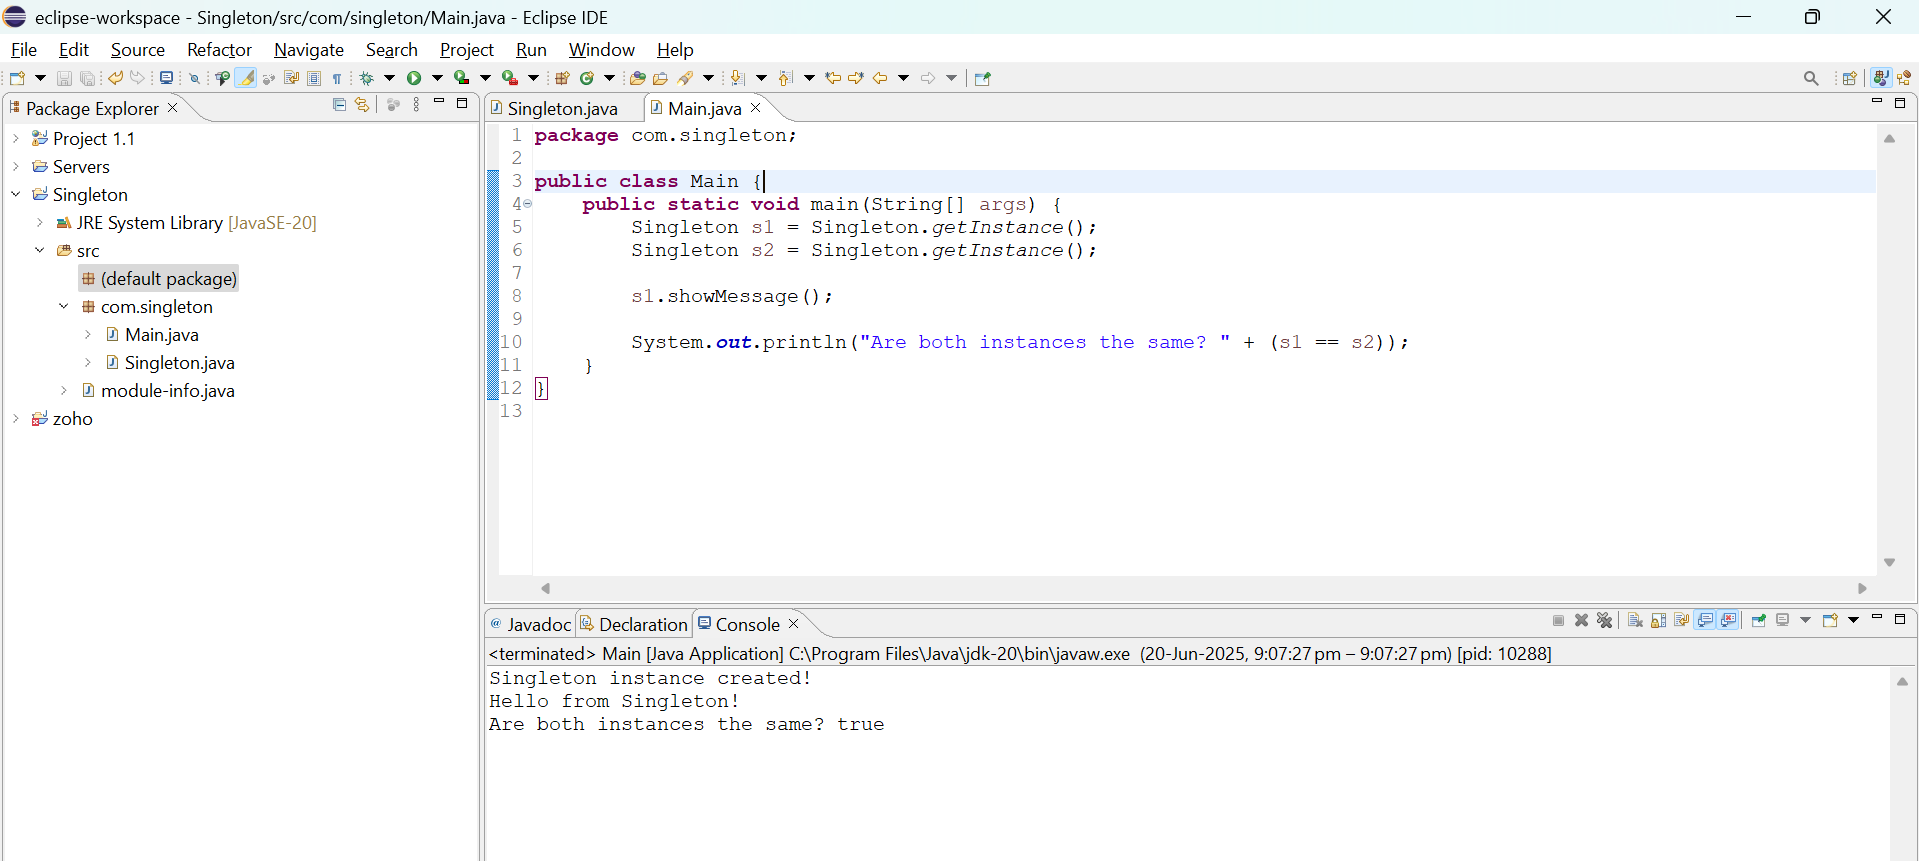 eclipse-workspace - Singleton/src/com/singleton/Main.java - Eclipse IDE
File Edit Source Refactor Navigate Search Project Run Window Help
Package Explorer
Project 1.1
Servers
Singleton
JRE System Library [JavaSE-20]
src
(default package)
com.singleton
Main.java
Singleton.java
module-info.java
zoho
Singleton.java Main.java
1 package com.singleton;
2
3 public class Main {
4 public static void main(String[] args) {
5 Singleton s1 = Singleton.getInstance();
6 Singleton s2 = Singleton.getInstance();
7
8 s1.showMessage();
9
10 System.out.println("Are both instances the same? " + (s1 == s2));
11 }
12 }
13
@ Javadoc Declaration Console
<terminated> Main [Java Application] C:\Program Files\Java\jdk-20\bin\javaw.exe (20-Jun-2025, 9:07:27 pm – 9:07:27 pm) [pid: 10288]
Singleton instance created!
Hello from Singleton!
Are both instances the same? true